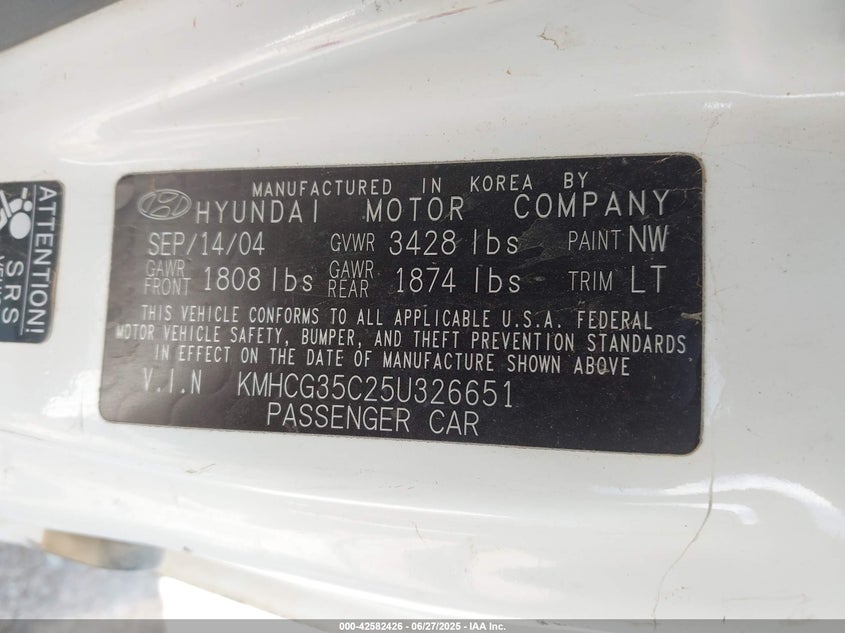 MANUFACTURED IN KOREA BY
HYUNDAI MOTOR COMPANY
SEP/14/04 GVWR 3428 lbs PAINT NW
GAWR FRONT 1808 lbs GAWR REAR 1874 lbs TRIM LT
THIS VEHICLE CONFORMS TO ALL APPLICABLE U.S.A. FEDERAL
MOTOR VEHICLE SAFETY, BUMPER, AND THEFT PREVENTION STANDARDS
IN EFFECT ON THE DATE OF MANUFACTURE SHOWN ABOVE
V.I.N KMHCG35C25U326651
PASSENGER CAR
ATTENTION!
SRS
000-42582426 - 06/27/2025 - IAA Inc.